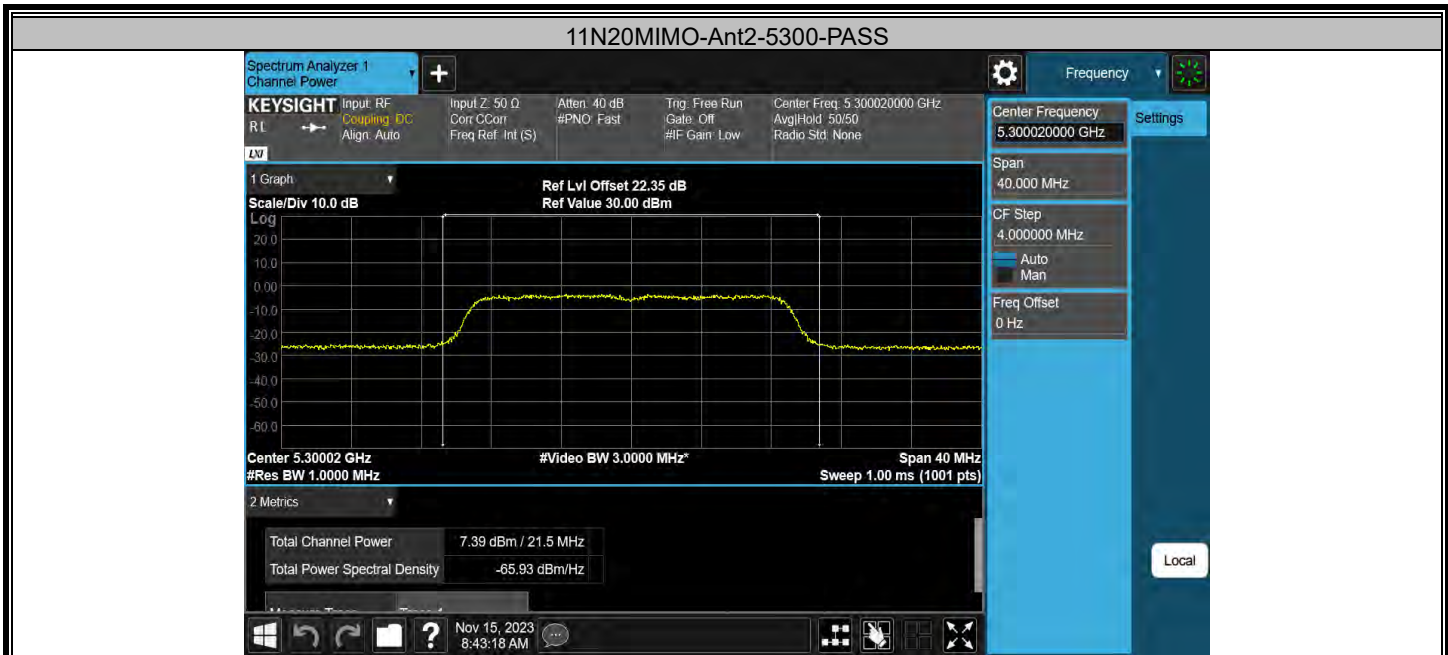 11N20MIMO-Ant2-5300-PASS
Spectrum Analyzer 1
Channel Power
+
Frequency
KEYSIGHT
RL
LXI
Input: RF
Coupling: DC
Align: Auto
Input Z: 50 Ω
Corr CCorr
Freq Ref: Int (S)
Atten: 40 dB
#PNO: Fast
Trig: Free Run
Gate: Off
#IF Gain: Low
Center Freq: 5.300020000 GHz
Avg|Hold: 50/50
Radio Std: None
Center Frequency
5.300020000 GHz
Settings
Span
40.000 MHz
CF Step
4.000000 MHz
Auto
Man
Freq Offset
0 Hz
Local
1 Graph
Scale/Div 10.0 dB
Ref Lvl Offset 22.35 dB
Ref Value 30.00 dBm
Log
20.0
10.0
0.00
-10.0
-20.0
-30.0
-40.0
-50.0
-60.0
Center 5.30002 GHz
#Video BW 3.0000 MHz*
Span 40 MHz
#Res BW 1.0000 MHz
Sweep 1.00 ms (1001 pts)
2 Metrics
Total Channel Power 7.39 dBm / 21.5 MHz
Total Power Spectral Density -65.93 dBm/Hz
?
Nov 15, 2023
8:43:18 AM